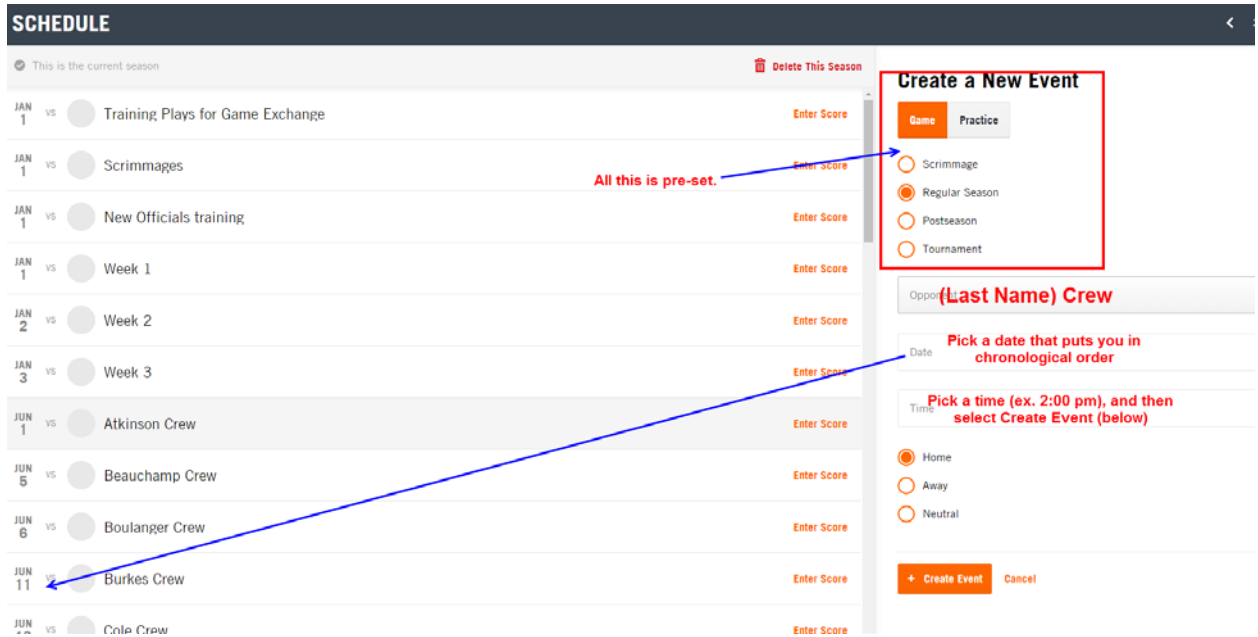 SCHEDULE
This is the current season
Delete This Season
JAN 1 vs Training Plays for Game Exchange Enter Score
JAN 1 vs Scrimmages Enter Score
JAN 1 vs New Officials training Enter Score
JAN 1 vs Week 1 Enter Score
JAN 2 vs Week 2 Enter Score
JAN 3 vs Week 3 Enter Score
JUN 1 vs Atkinson Crew Enter Score
JUN 5 vs Beauchamp Crew Enter Score
JUN 6 vs Boulanger Crew Enter Score
JUN 11 vs Burkes Crew Enter Score
JUN vs Cole Crew Enter Score
All this is pre-set.
Create a New Event
Game Practice
Scrimmage
Regular Season
Postseason
Tournament
Opponent (Last Name) Crew
Date
Pick a date that puts you in
chronological order
Time
Pick a time (ex. 2:00 pm), and then
select Create Event (below)
Home
Away
Neutral
+ Create Event Cancel